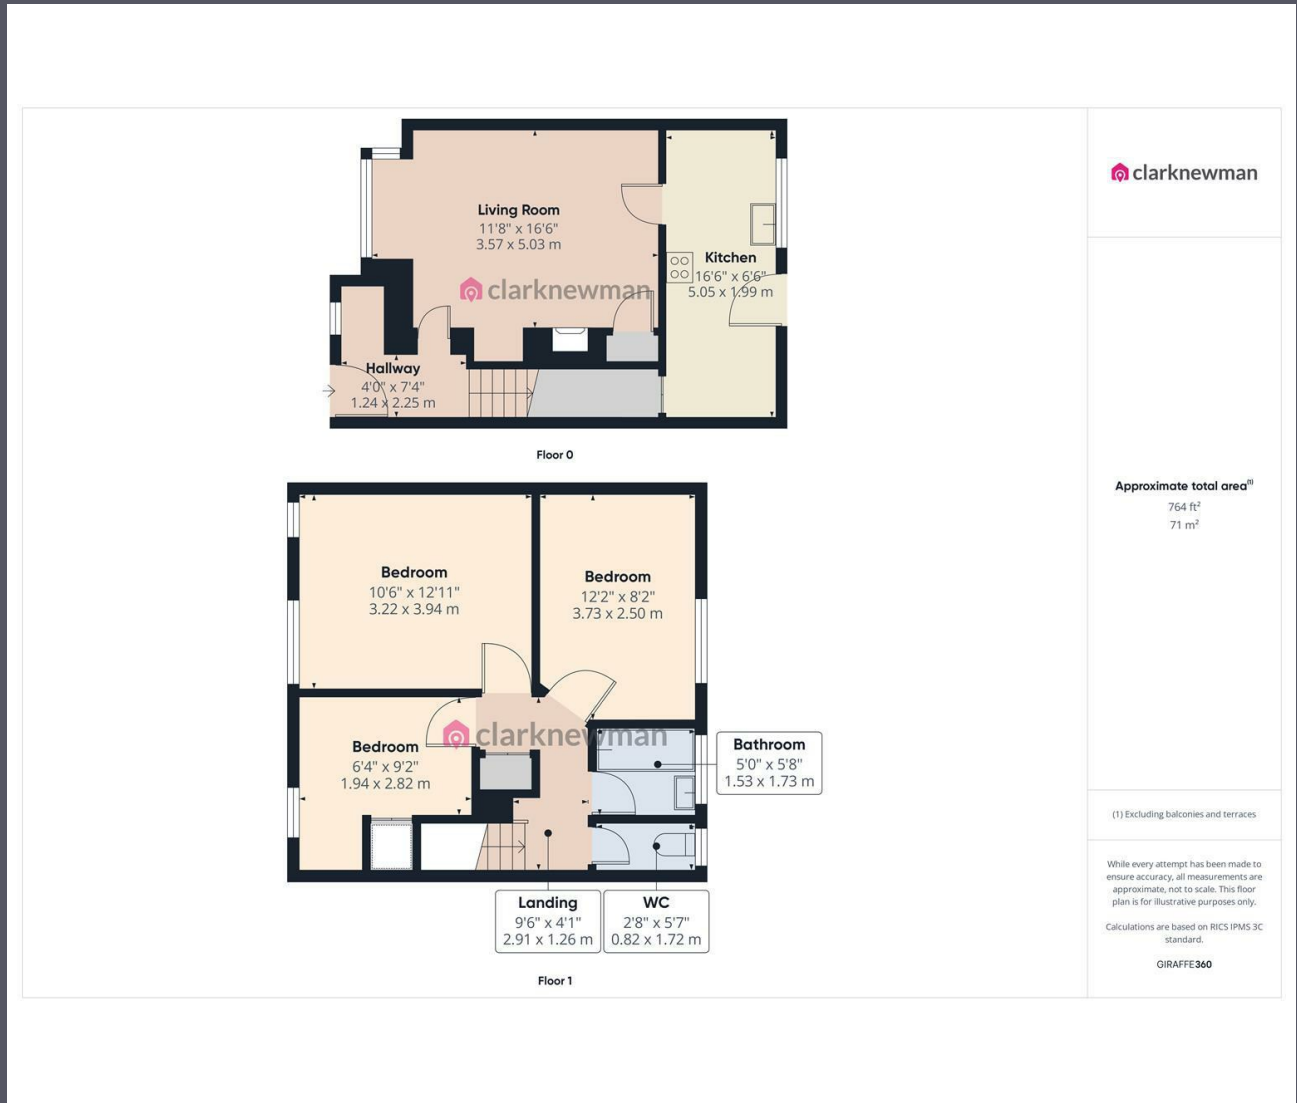 Living Room
11'8" x 16'6"
3.57 x 5.03 m
Kitchen
16'6" x 6'6"
5.05 x 1.99 m
clarknewman
Hallway
4'0" x 7'4"
1.24 x 2.25 m
Floor 0
Bedroom
10'6" x 12'11"
3.22 x 3.94 m
Bedroom
12'2" x 8'2"
3.73 x 2.50 m
clarknewman
Bedroom
6'4" x 9'2"
1.94 x 2.82 m
Bathroom
5'0" x 5'8"
1.53 x 1.73 m
Landing
9'6" x 4'1"
2.91 x 1.26 m
WC
2'8" x 5'7"
0.82 x 1.72 m
Floor 1
clarknewman
Approximate total area(1)
764 ft²
71 m²
(1) Excluding balconies and terraces
While every attempt has been made to
ensure accuracy, all measurements are
approximate, not to scale. This floor
plan is for illustrative purposes only.
Calculations are based on RICS IPMS 3C
standard.
GIRAFFE360